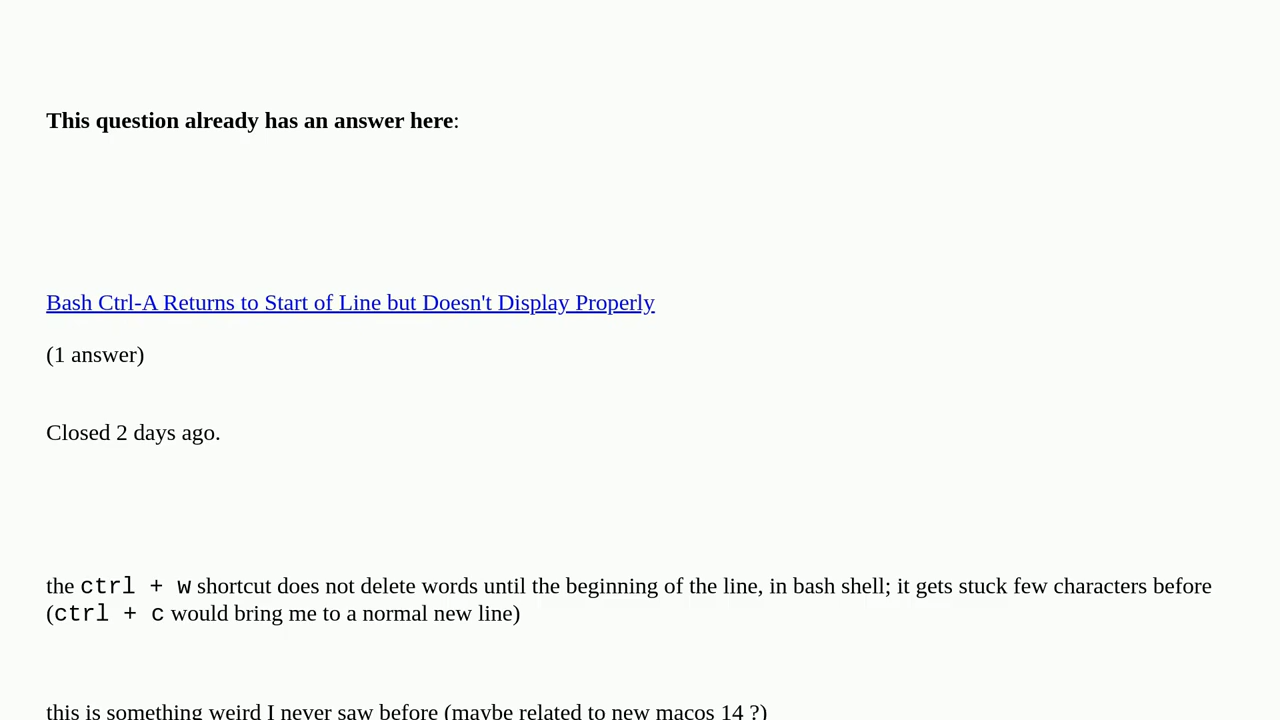 This question already has an answer here:
Bash Ctrl-A Returns to Start of Line but Doesn't Display Properly
(1 answer)
Closed 2 days ago.
the ctrl + w shortcut does not delete words until the beginning of the line, in bash shell; it gets stuck few characters before
(ctrl + c would bring me to a normal new line)
this is something weird I never saw before (maybe related to new macos 14 ?)